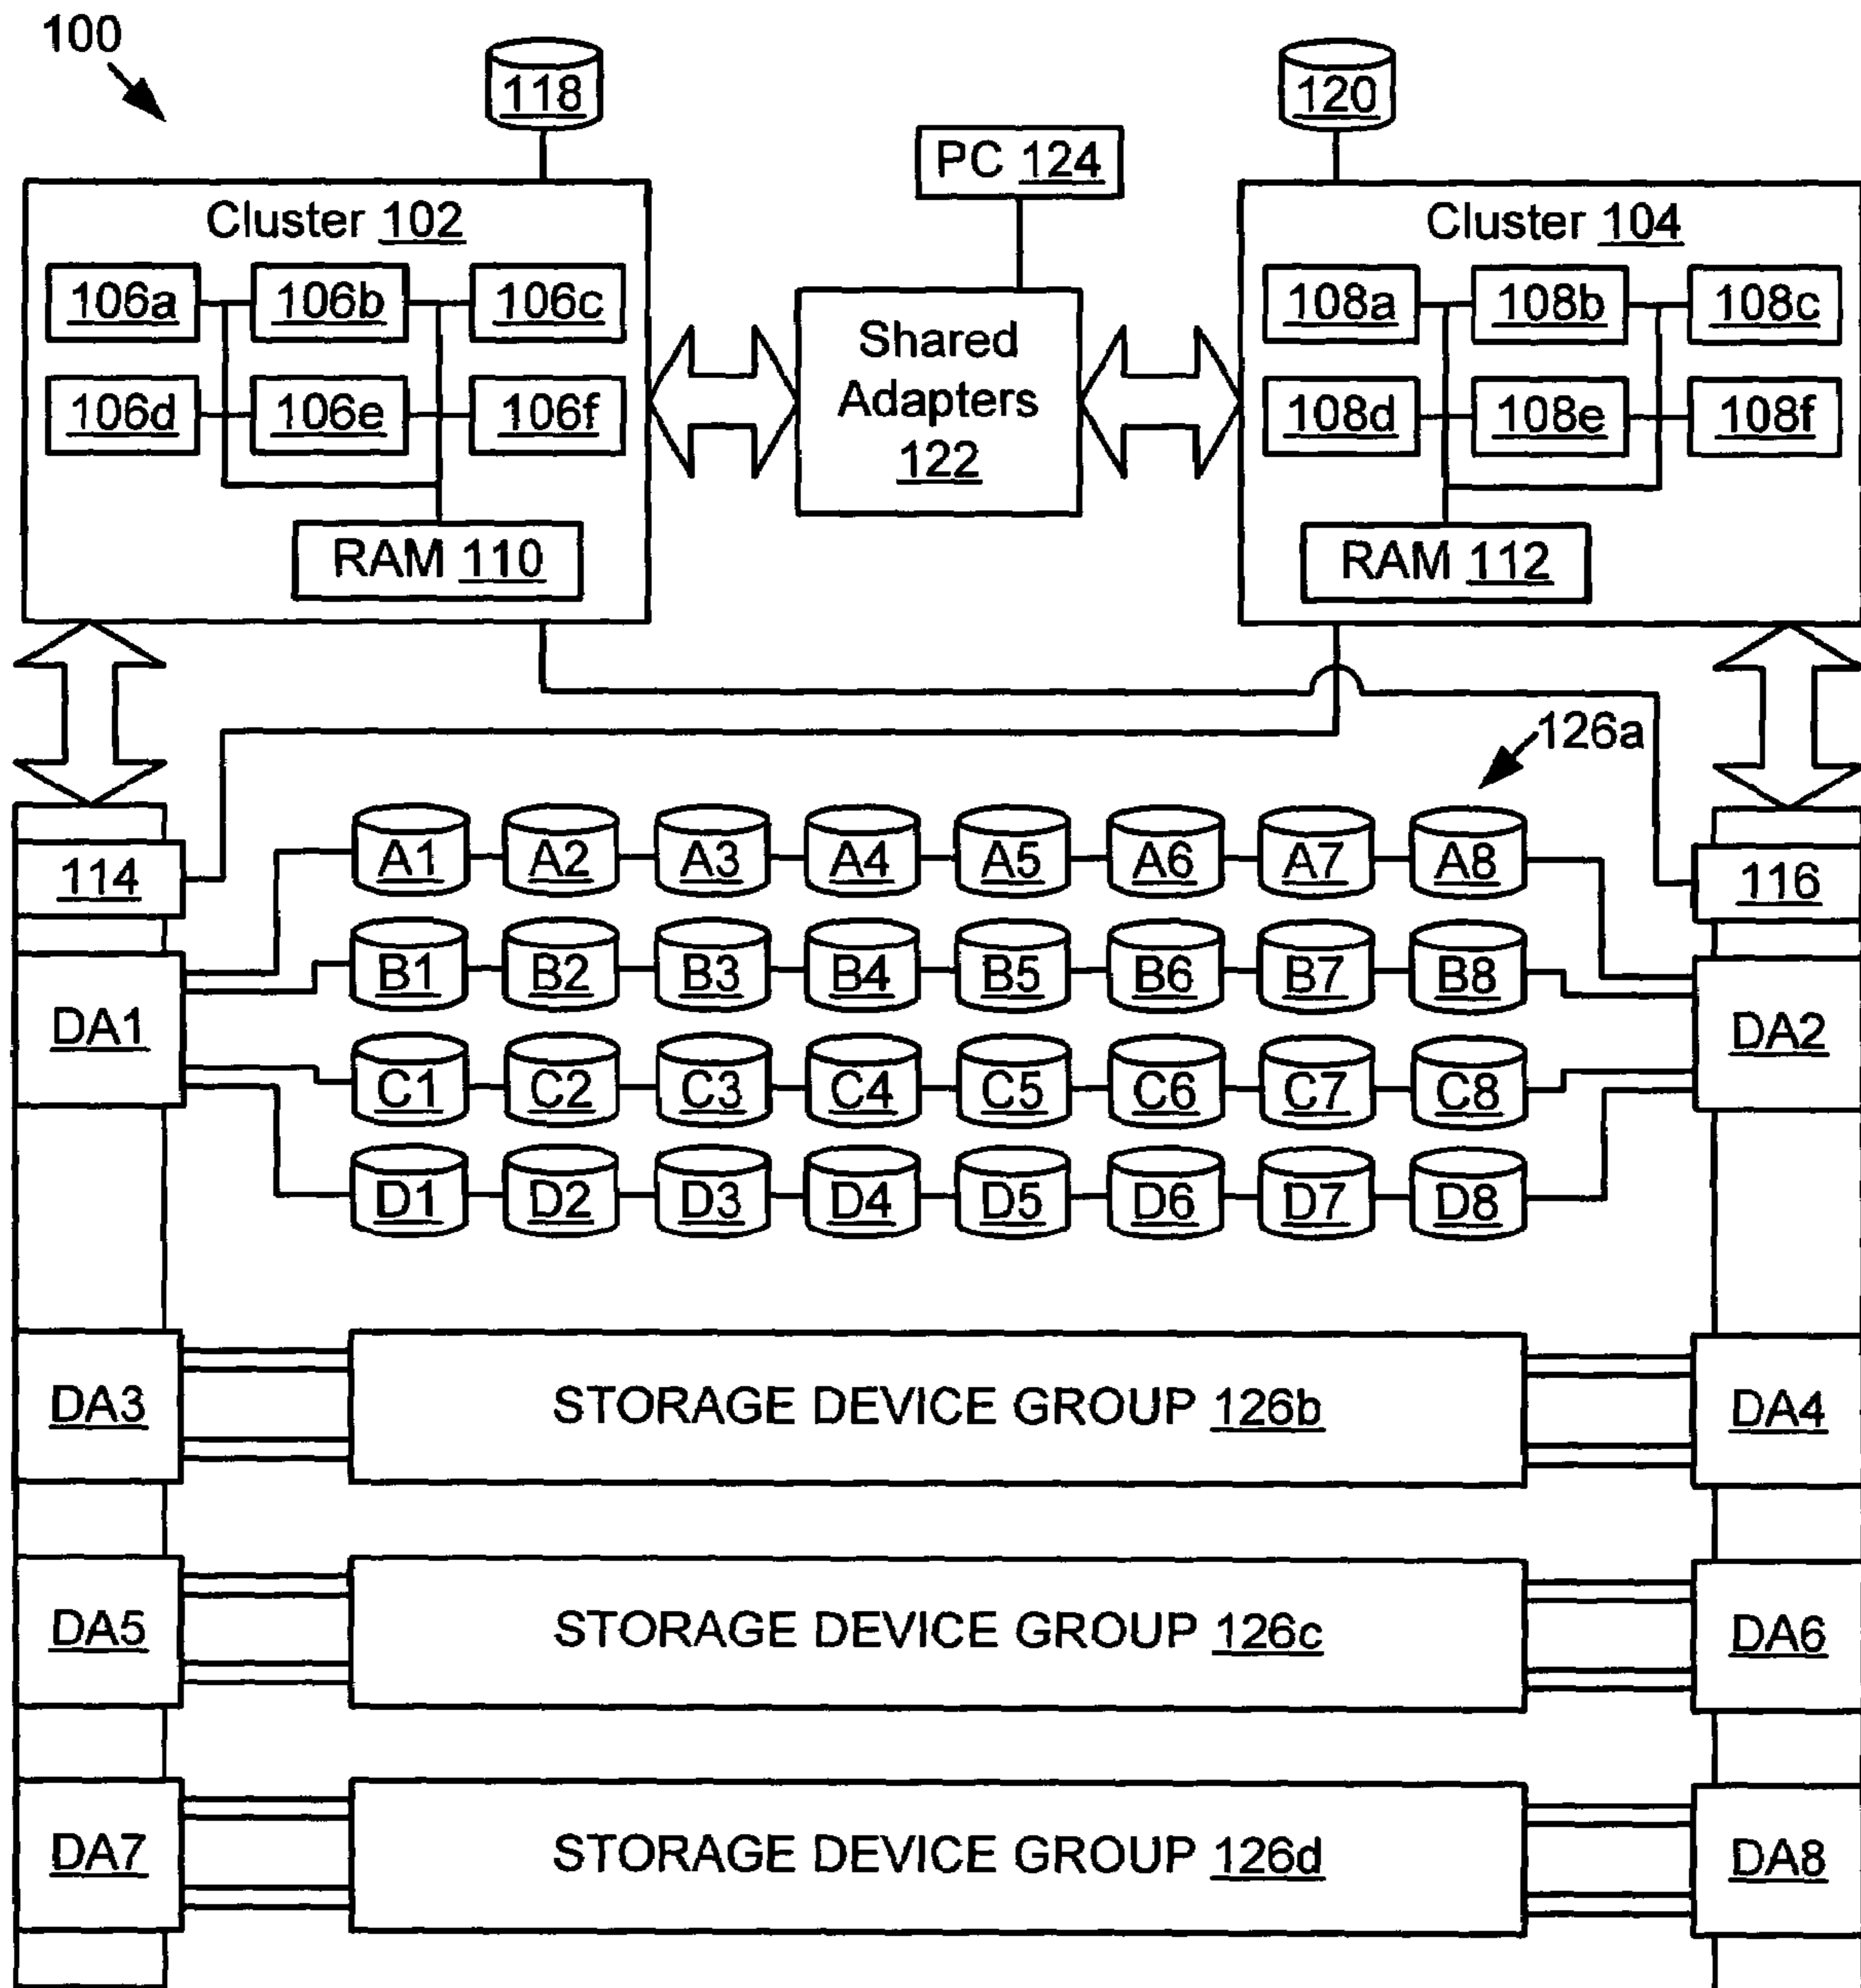 100
118
120
PC 124
Cluster 102
Cluster 104
106a 106b 106c
108a 108b 108c
Shared
Adapters
122
106d 106e 106f
108d 108e 108f
RAM 110
RAM 112
126a
114
A1 A2 A3 A4 A5 A6 A7 A8
116
B1 B2 B3 B4 B5 B6 B7 B8
DA1
DA2
C1 C2 C3 C4 C5 C6 C7 C8
D1 D2 D3 D4 D5 D6 D7 D8
DA3 STORAGE DEVICE GROUP 126b DA4
DA5 STORAGE DEVICE GROUP 126c DA6
DA7 STORAGE DEVICE GROUP 126d DA8